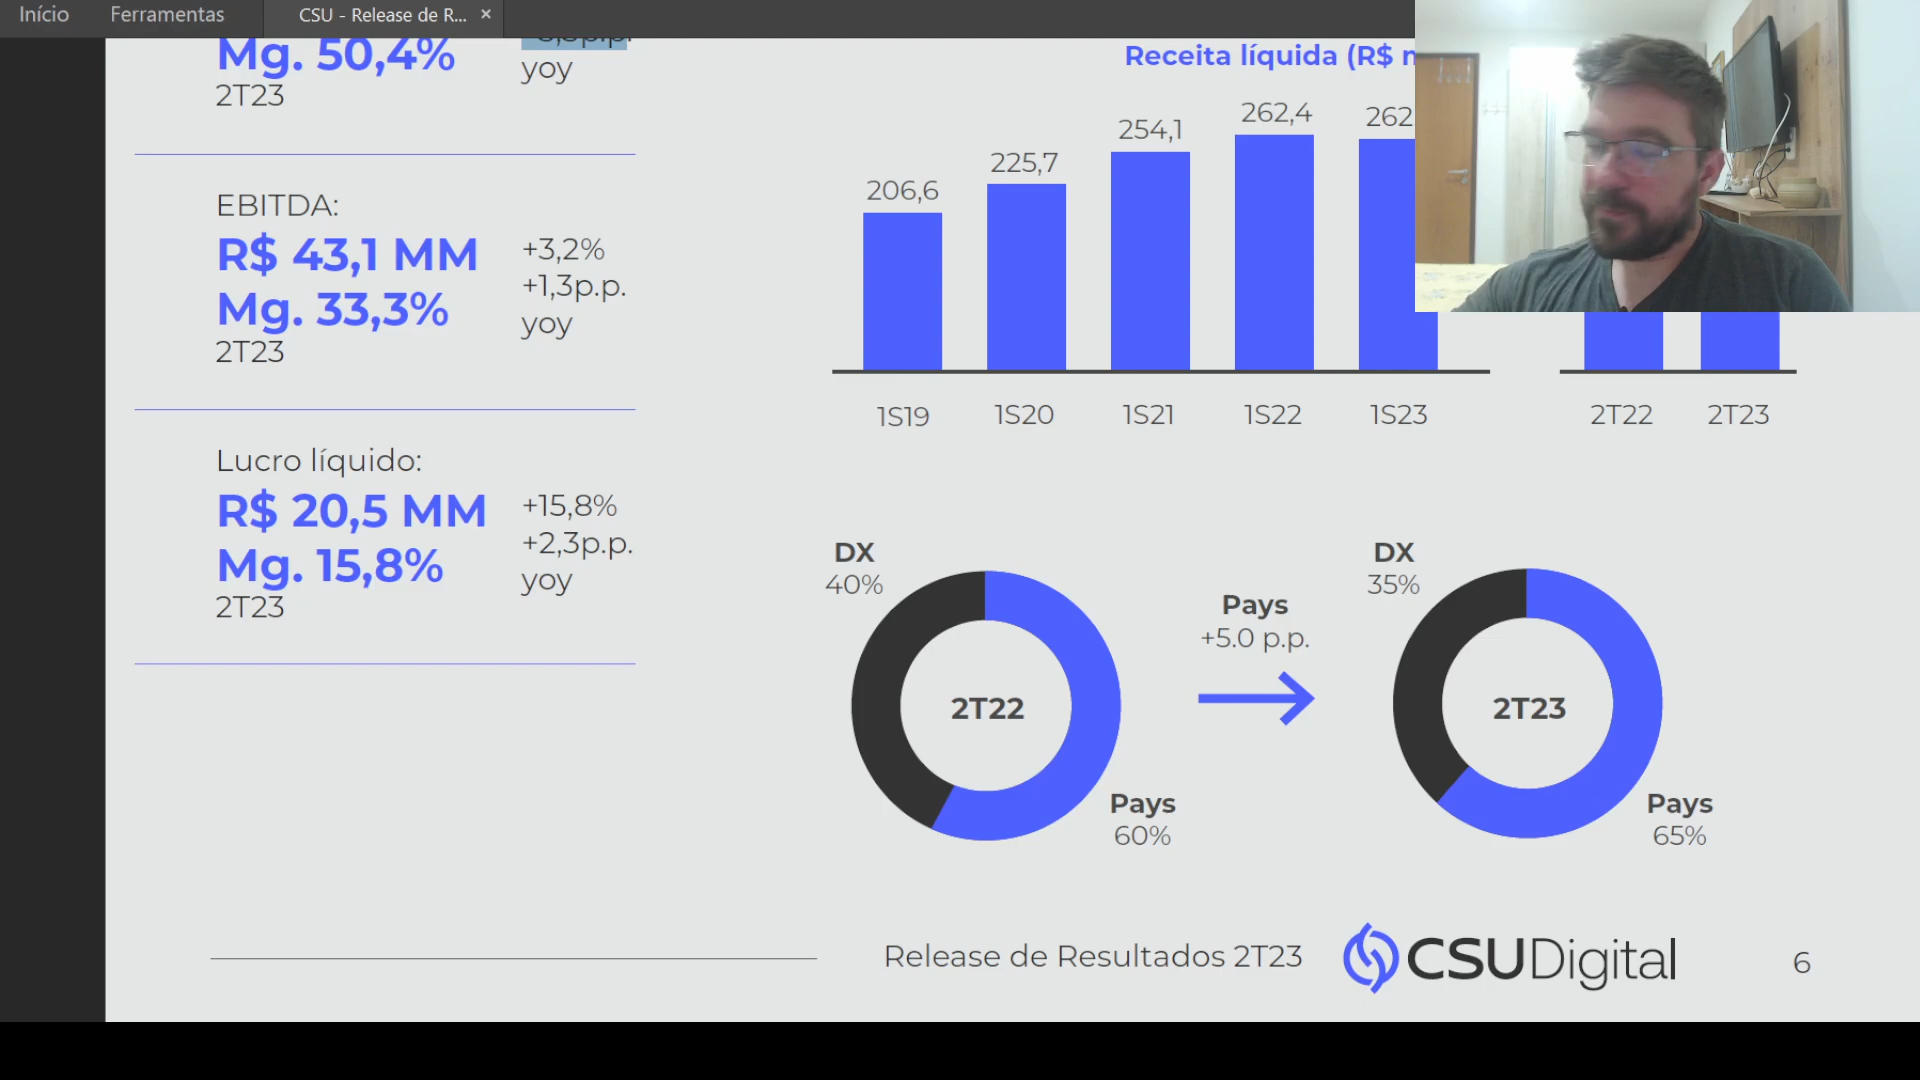 Início
Ferramentas
CSU - Release de R...
Mg. 50,4%
2T23
yoy
EBITDA:
R$ 43,1 MM
Mg. 33,3%
2T23
+3,2%
+1,3p.p.
yoy
Lucro líquido:
R$ 20,5 MM
Mg. 15,8%
2T23
+15,8%
+2,3p.p.
yoy
Receita líquida (R$
206,6
225,7
254,1
262,4
262
1S19
1S20
1S21
1S22
1S23
2T22
2T23
DX
40%
2T22
Pays
60%
Pays
+5.0 p.p.
DX
35%
2T23
Pays
65%
Release de Resultados 2T23
CSUDigital
6